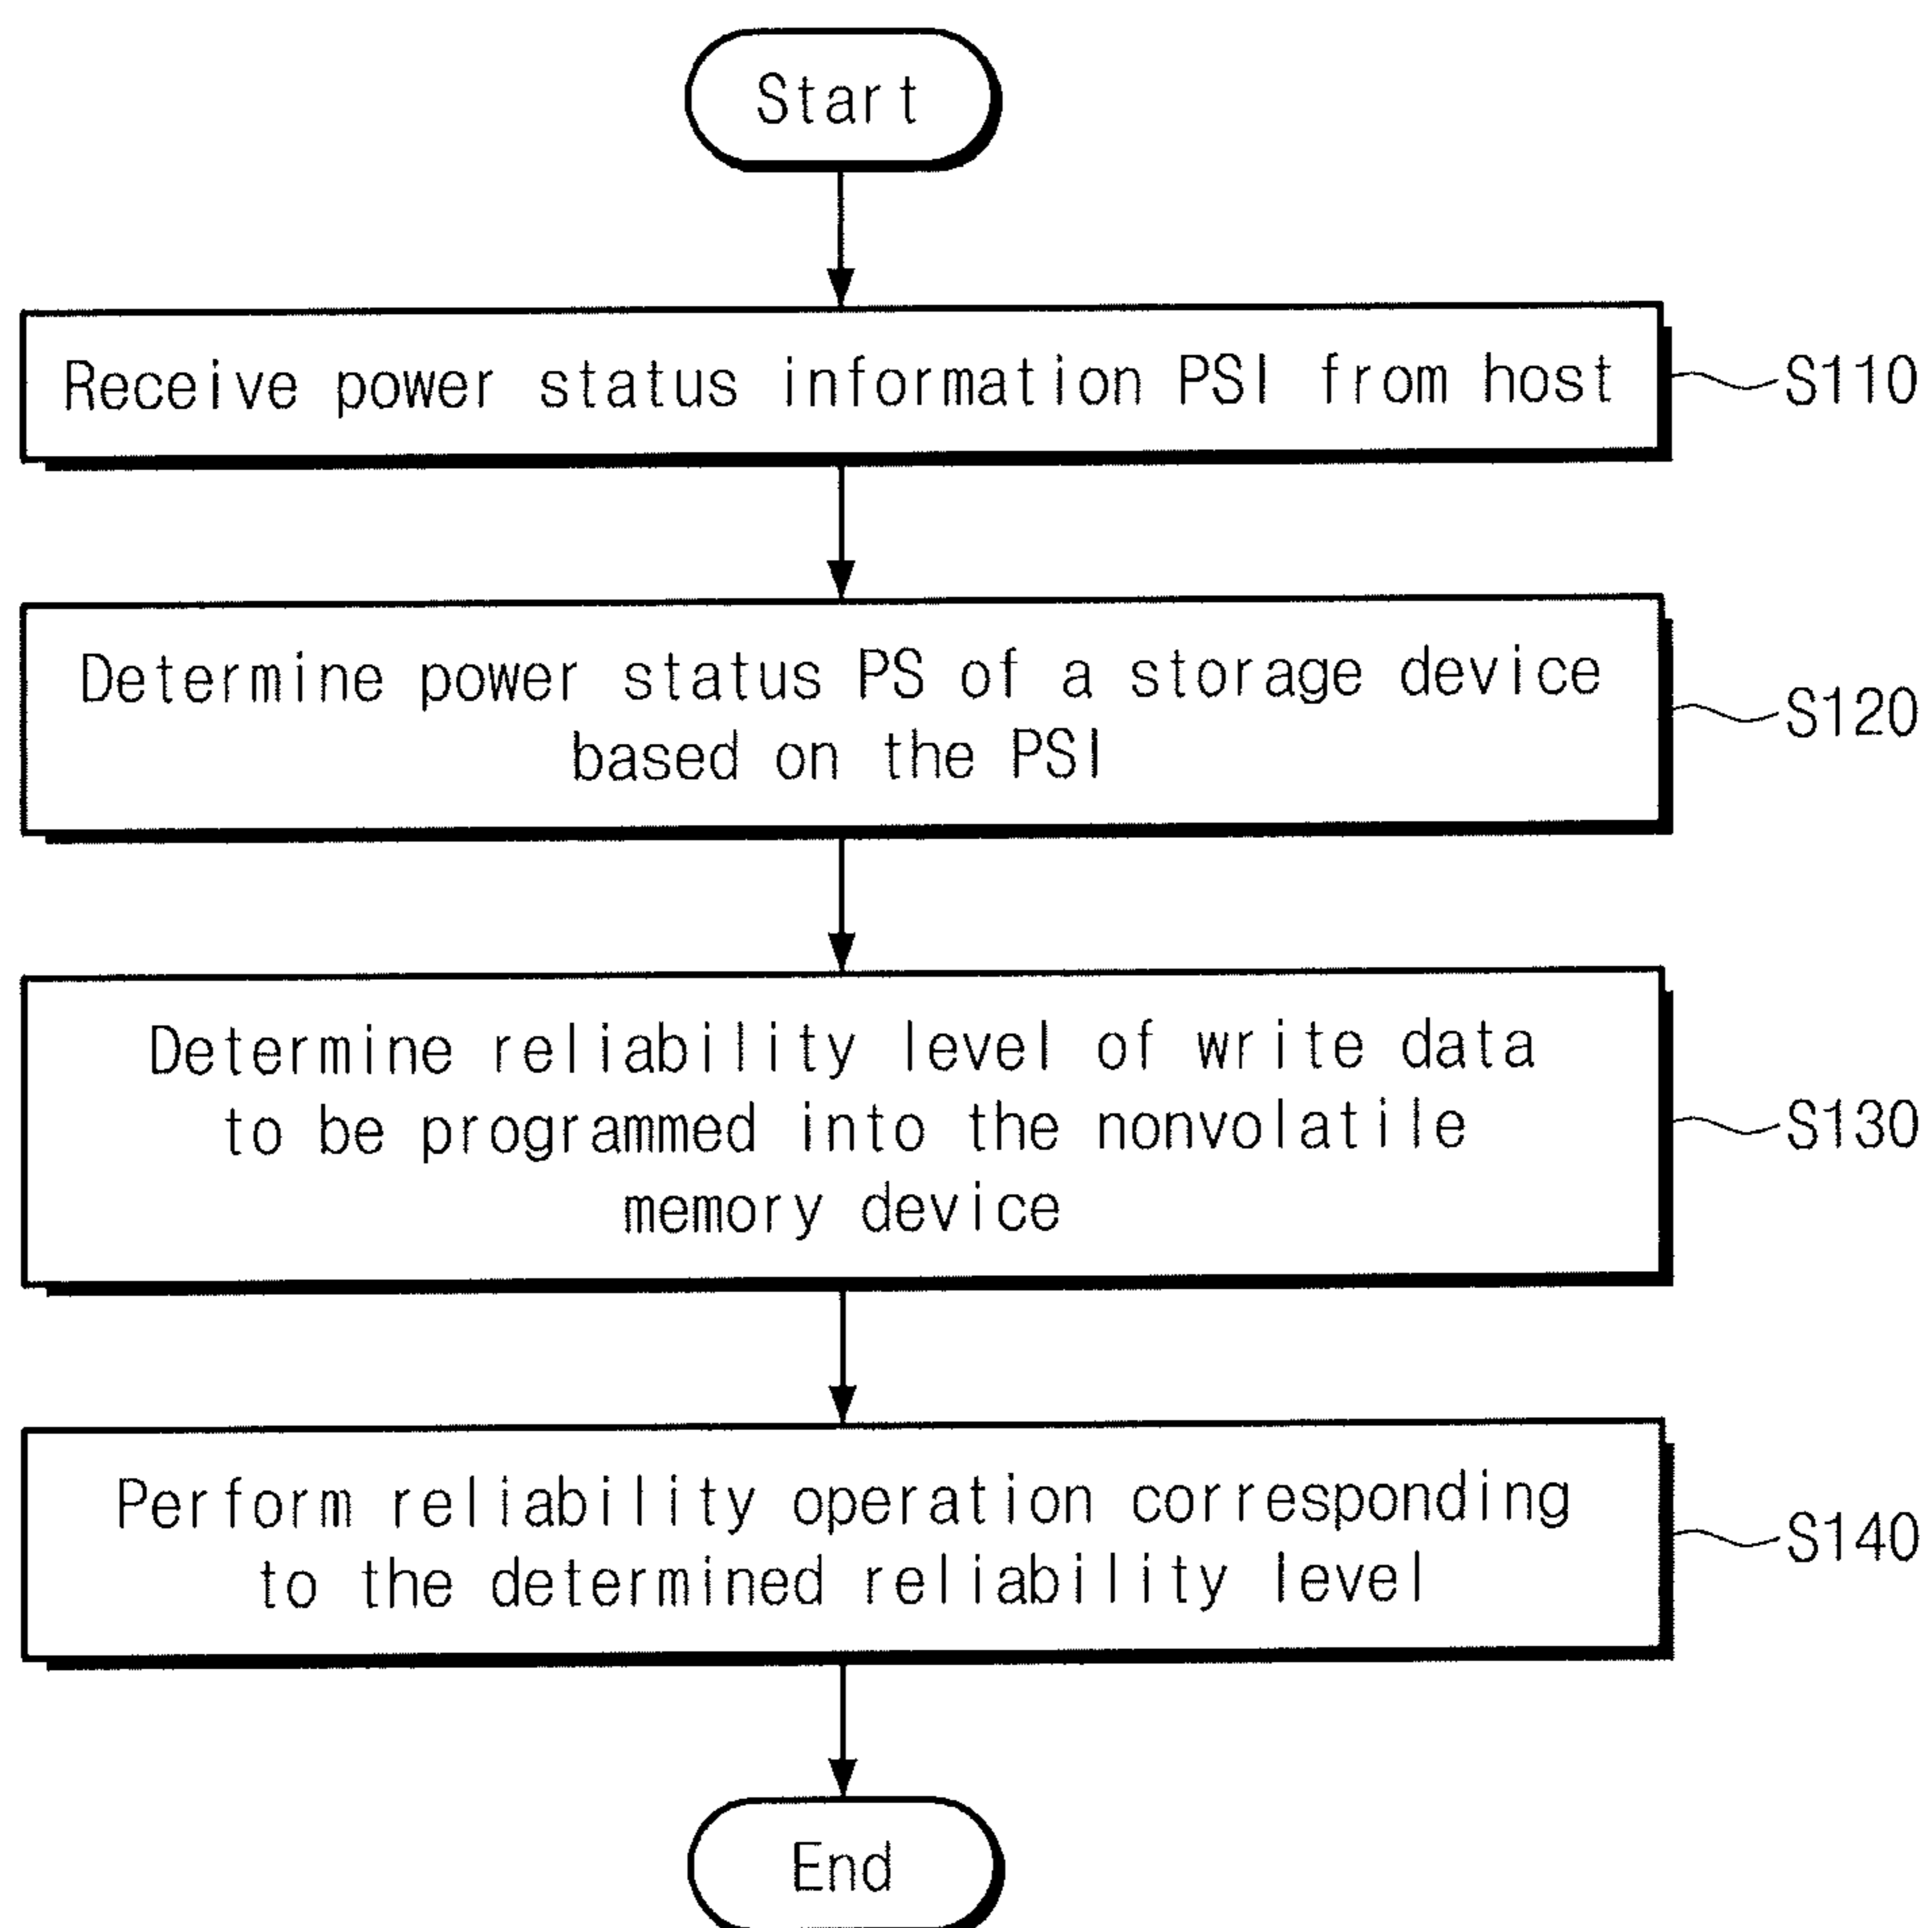 Start
Receive power status information PSI from host
S110
Determine power status PS of a storage device
based on the PSI
S120
Determine reliability level of write data
to be programmed into the nonvolatile
memory device
S130
Perform reliability operation corresponding
to the determined reliability level
S140
End